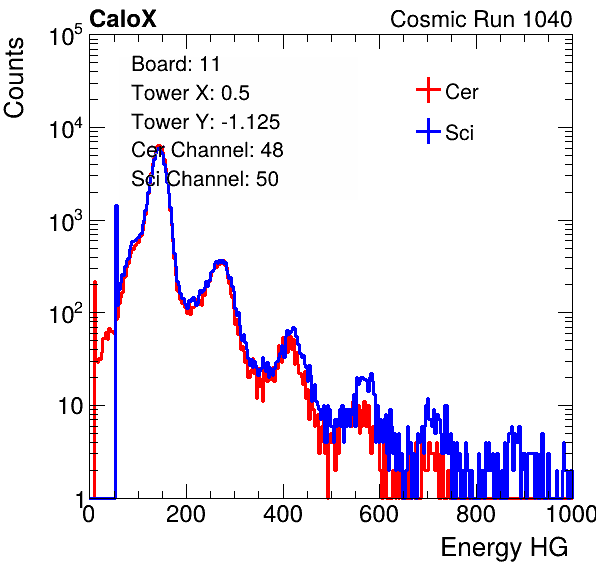 CaloX Cosmic Run 1040
Counts
Board: 11
Tower X: 0.5
Tower Y: -1.125
Cer Channel: 48
Sci Channel: 50
Cer
Sci
10^5
10^4
10^3
10^2
10
1
0 200 400 600 800 1000
Energy HG